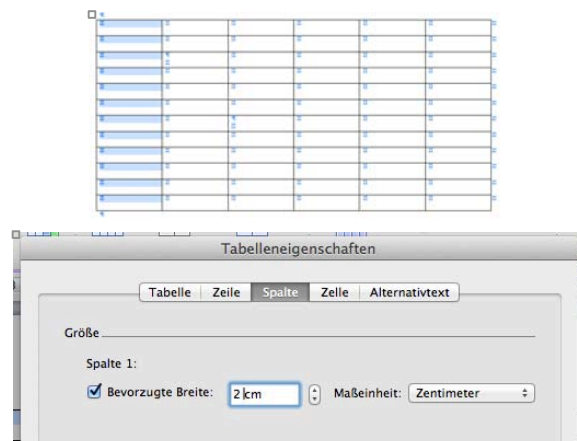 Tabelleneigenschaften
Tabelle Zeile Spalte Zelle Alternativtext
Größe
Spalte 1:
Bevorzugte Breite: 2 cm Maßeinheit: Zentimeter